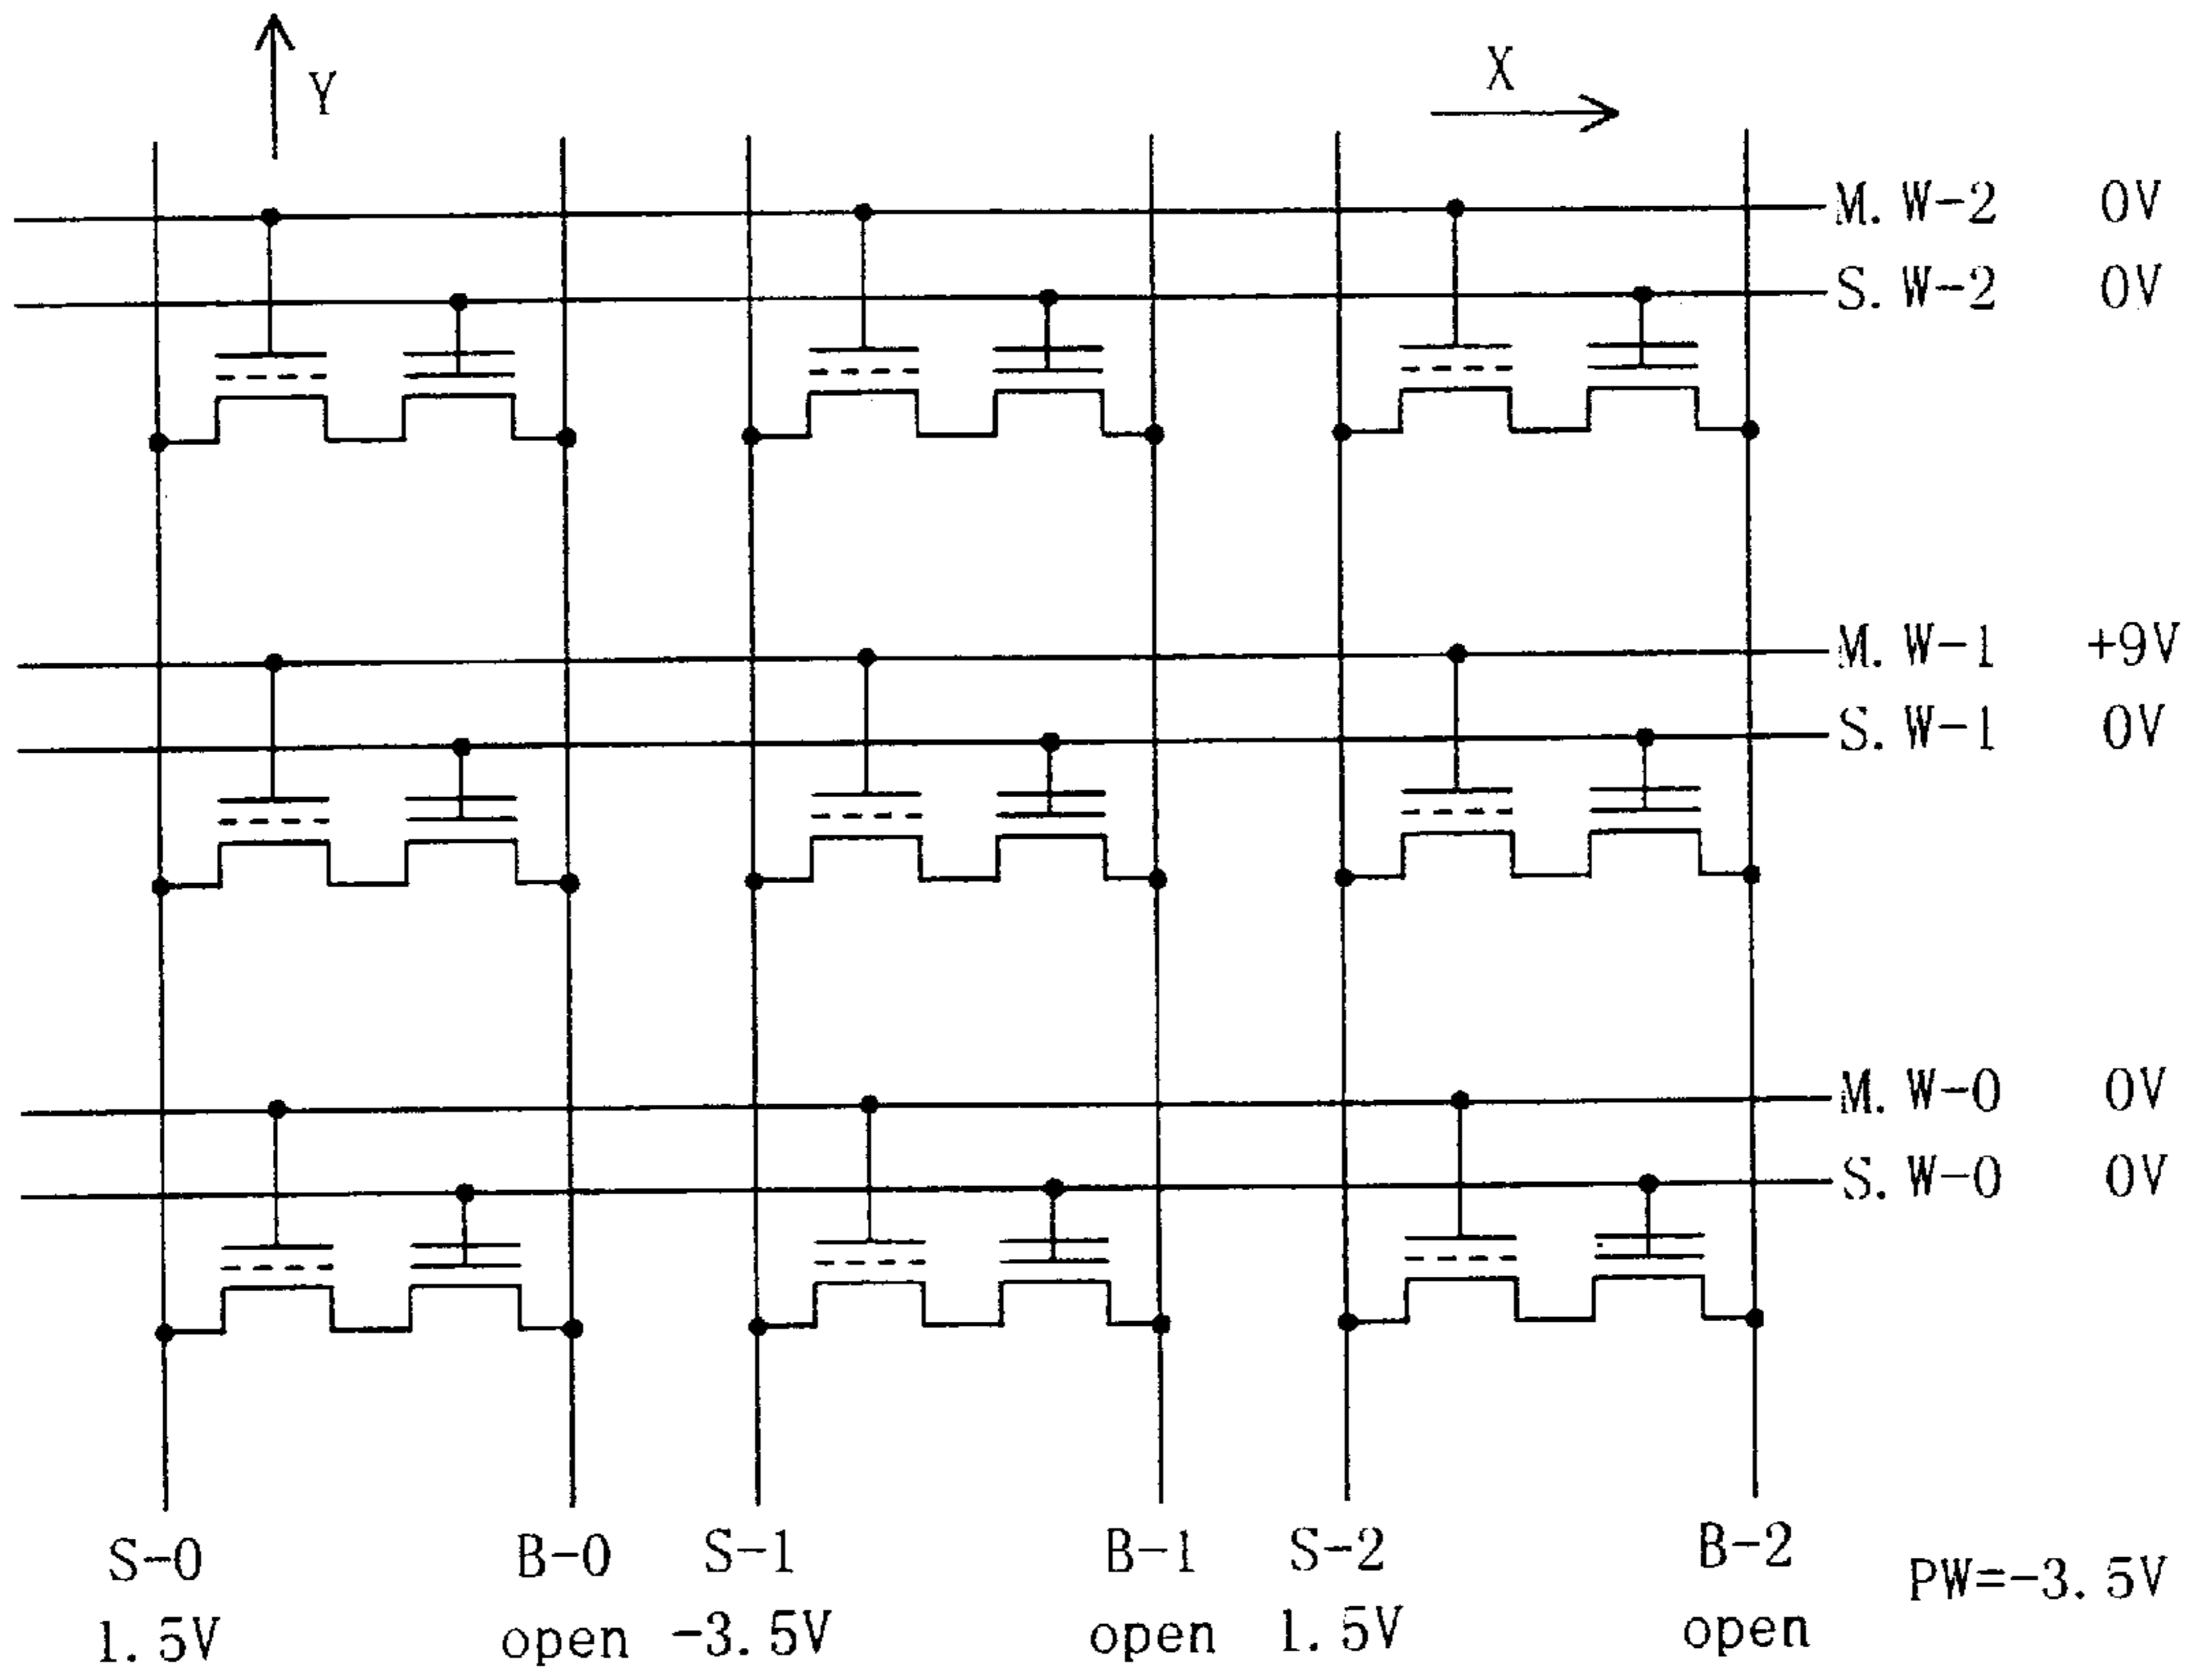 Y
X
M. W-2 0V
S. W-2 0V
M. W-1 +9V
S. W-1 0V
M. W-0 0V
S. W-0 0V
S-0 B-0 S-1 B-1 S-2 B-2 PW=-3.5V
1.5V open -3.5V open 1.5V open